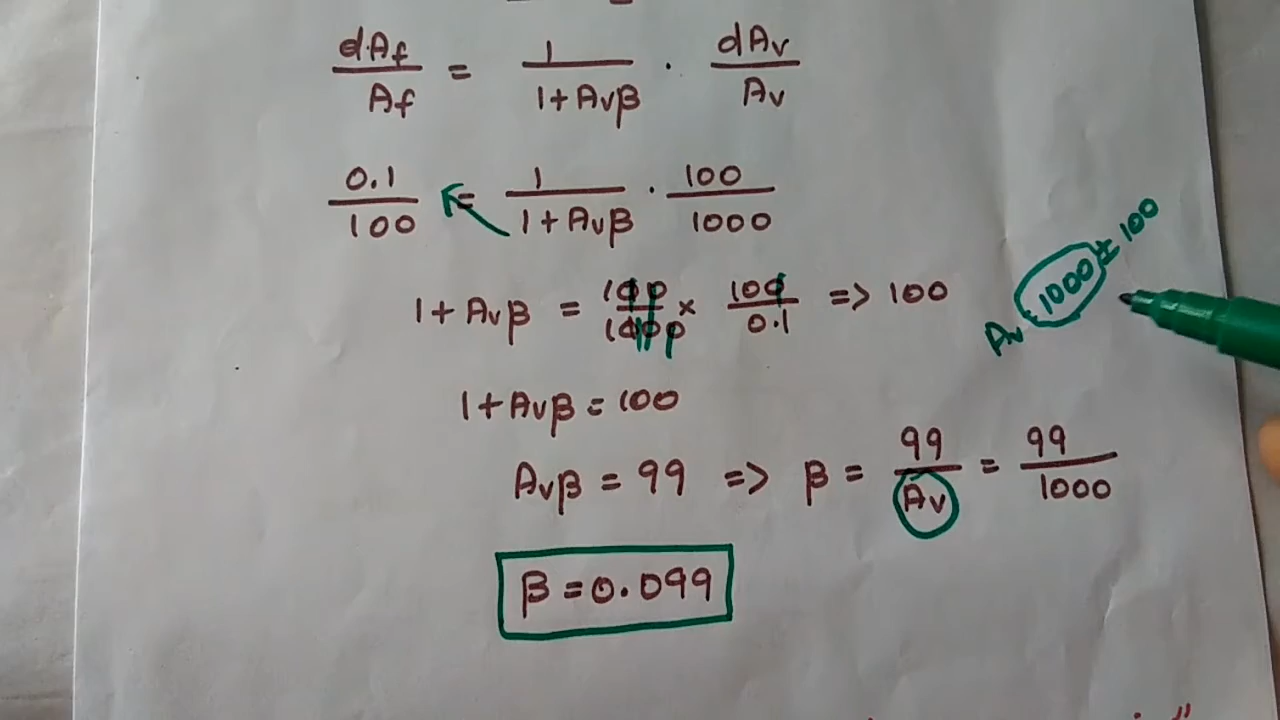 dAf/Af = 1/(1+Avβ) · dAv/Av
0.1/100 = 1/(1+Avβ) · 100/1000
1+Avβ = 100/1000 × 100/0.1 => 100
Av = 1000 ± 100
1+Avβ = 100
Avβ = 99 => β = 99/Av = 99/1000
β = 0.099